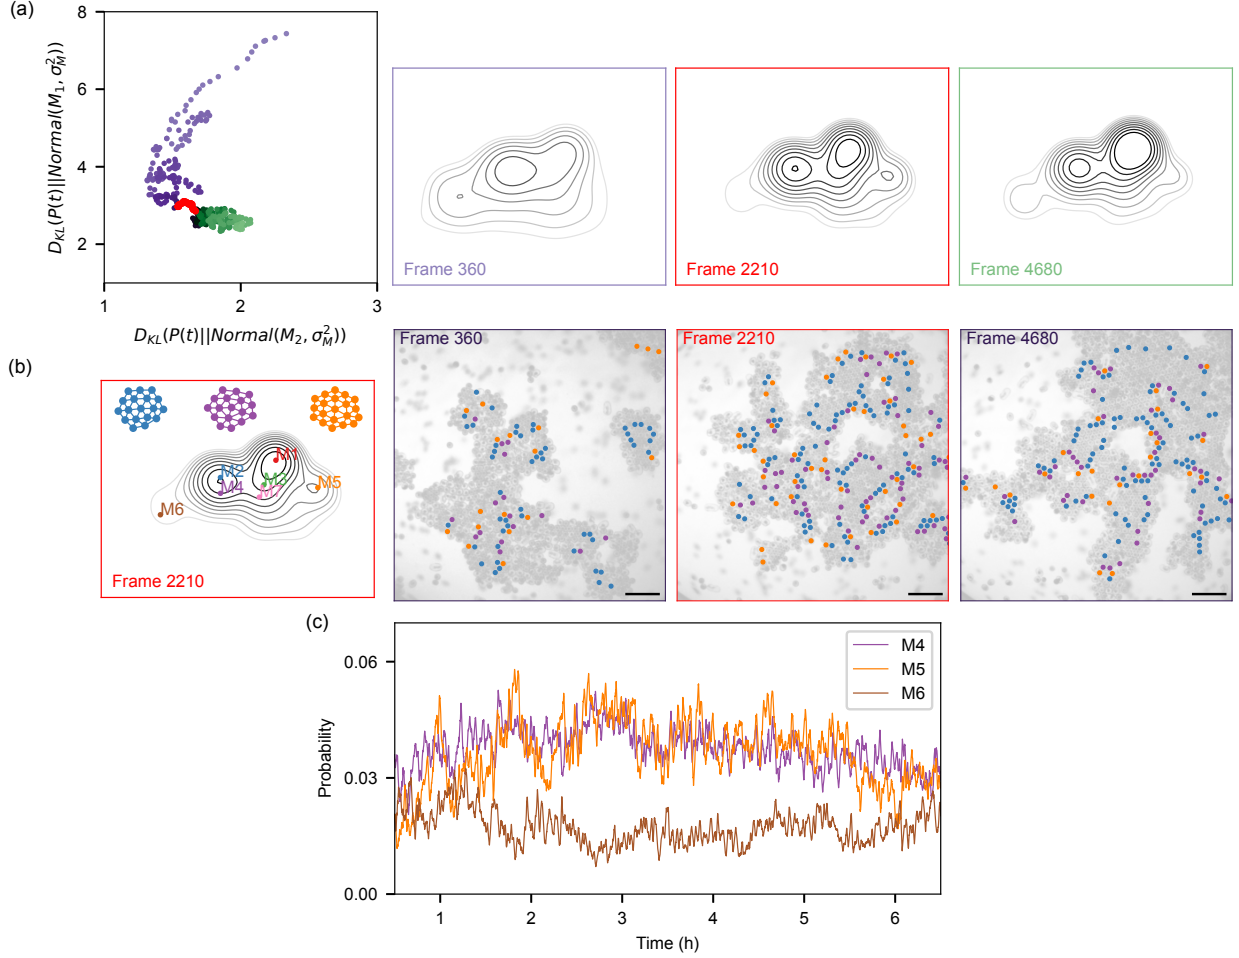 (a)
8
6
4
2
1
2
3
D_KL(P(t)||Normal(M_1, σ_M^2))
D_KL(P(t)||Normal(M_2, σ_M^2))
Frame 360
Frame 2210
Frame 4680
(b)
M1
M2
M3
M4
M7
M5
M6
Frame 2210
Frame 360
Frame 2210
Frame 4680
(c)
0.06
0.03
0.00
Probability
M4
M5
M6
1
2
3
4
5
6
Time (h)